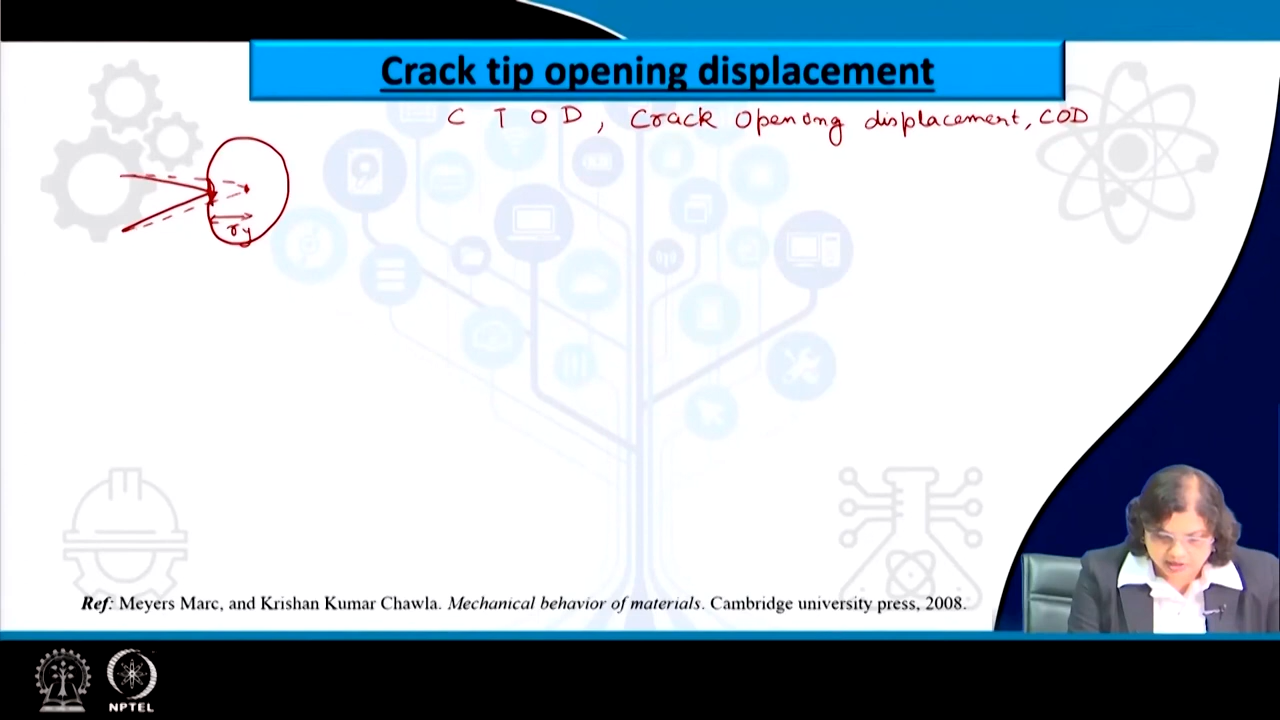 Crack tip opening displacement
C T O D, Crack Opening displacement, COD
ry
Ref: Meyers Marc, and Krishan Kumar Chawla. Mechanical behavior of materials. Cambridge university press, 2008.
NPTEL